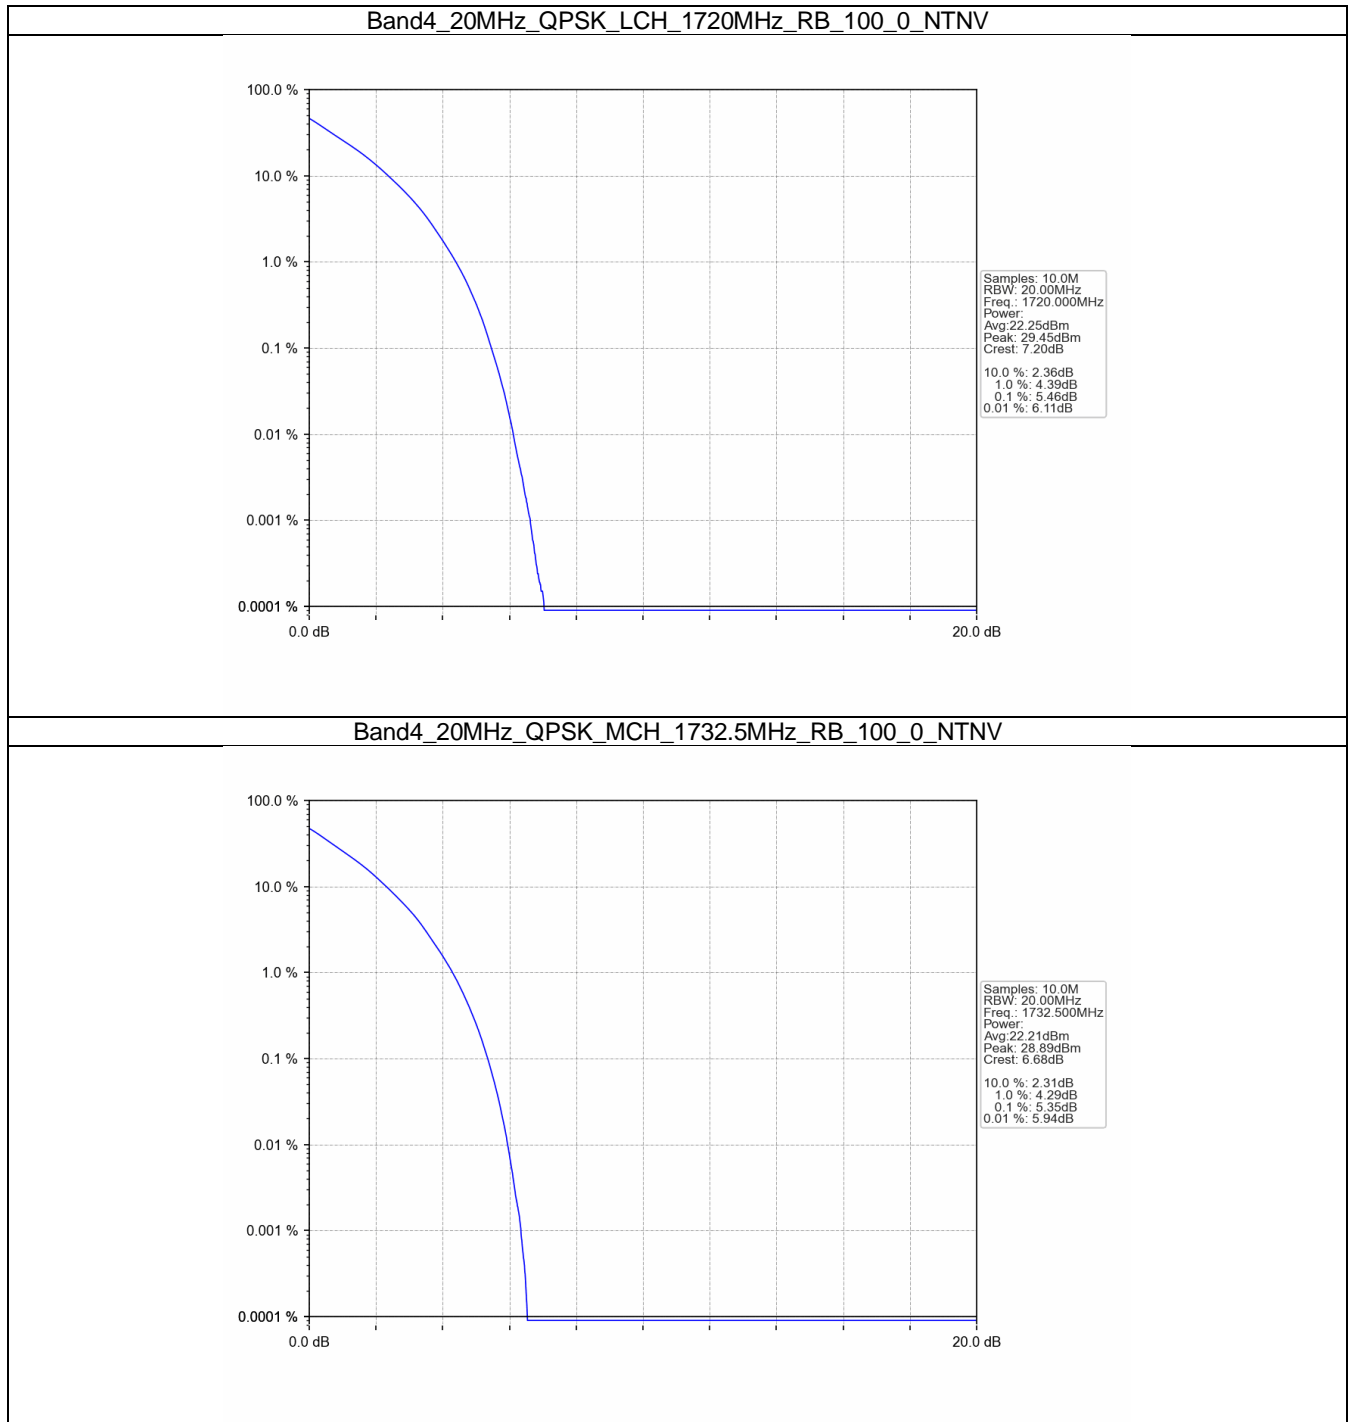 Band4_20MHz_QPSK_LCH_1720MHz_RB_100_0_NTNV
100.0 %
10.0 %
1.0 %
0.1 %
0.01 %
0.001 %
0.0001 %
0.0 dB
20.0 dB
Samples: 10.0M
RBW: 20.00MHz
Freq.: 1720.000MHz
Power:
Avg:22.25dBm
Peak: 29.45dBm
Crest: 7.20dB
10.0 %: 2.36dB
1.0 %: 4.39dB
0.1 %: 5.46dB
0.01 %: 6.11dB
Band4_20MHz_QPSK_MCH_1732.5MHz_RB_100_0_NTNV
100.0 %
10.0 %
1.0 %
0.1 %
0.01 %
0.001 %
0.0001 %
0.0 dB
20.0 dB
Samples: 10.0M
RBW: 20.00MHz
Freq.: 1732.500MHz
Power:
Avg:22.21dBm
Peak: 28.89dBm
Crest: 6.68dB
10.0 %: 2.31dB
1.0 %: 4.29dB
0.1 %: 5.35dB
0.01 %: 5.94dB